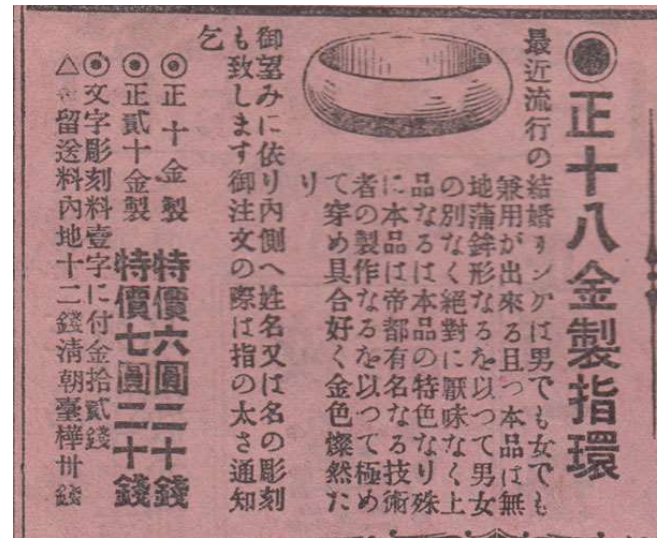 ◉正十八金製指環
最近流行の結婚リングは男でも女でも
兼用が出來る且つ本品は無
地蒲鉾形なるを以つて男女
の別なく絕對に厭味なく上
品なるは本品の特色なり殊
に本品は帝都有名なる技術
者の製作なるを以つて極め
て穿め具合好く金色燦然た
り
御望みに依り內側へ姓名又は名の彫刻
も致します御注文の際は指の太さ通知
乞
◎正十金製 特價六圓二十錢
◎正貳十金製 特價七圓二十錢
◎文字彫刻料壹字に付金拾貳錢
△留送料內地十二錢淸朝臺樺卅錢